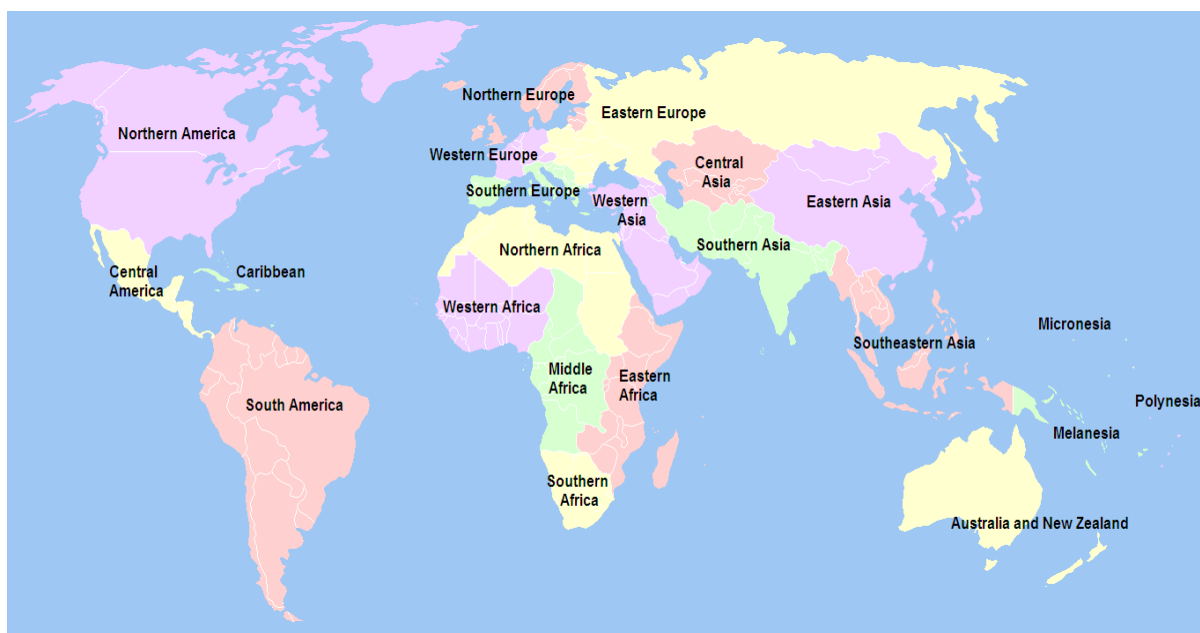 Northern Europe
Eastern Europe
Northern America
Western Europe
Central
Asia
Southern Europe
Western
Asia
Eastern Asia
Northern Africa
Southern Asia
Central
America
Caribbean
Western Africa
Micronesia
Southeastern Asia
Middle
Africa
Eastern
Africa
South America
Polynesia
Melanesia
Southern
Africa
Australia and New Zealand